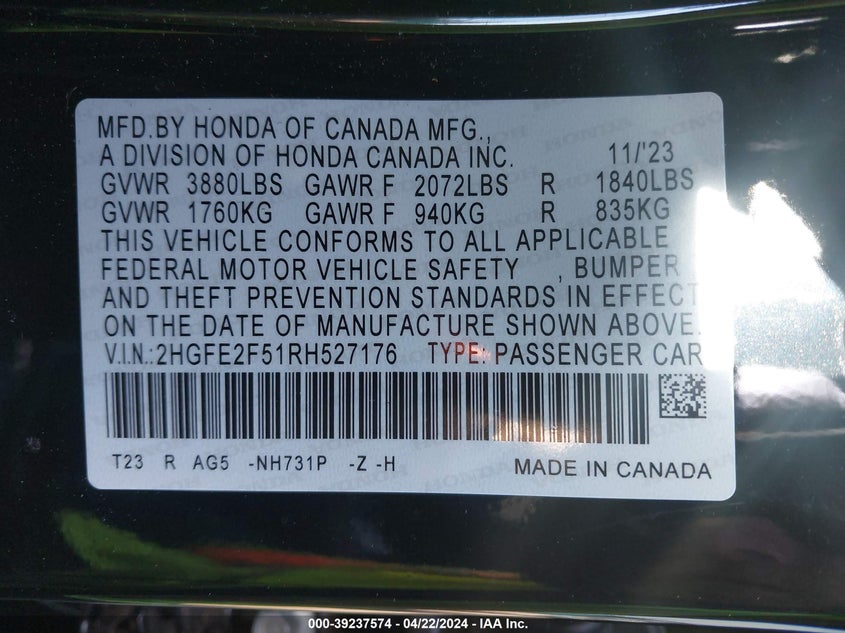 MFD.BY HONDA OF CANADA MFG.,
A DIVISION OF HONDA CANADA INC. 11/'23
GVWR 3880LBS GAWR F 2072LBS R 1840LBS
GVWR 1760KG GAWR F 940KG R 835KG
THIS VEHICLE CONFORMS TO ALL APPLICABLE
FEDERAL MOTOR VEHICLE SAFETY , BUMPER
AND THEFT PREVENTION STANDARDS IN EFFECT
ON THE DATE OF MANUFACTURE SHOWN ABOVE.
V.I.N.:2HGFE2F51RH527176 TYPE: PASSENGER CAR
T23 R AG5 -NH731P -Z -H MADE IN CANADA
000-39237574 - 04/22/2024 - IAA Inc.